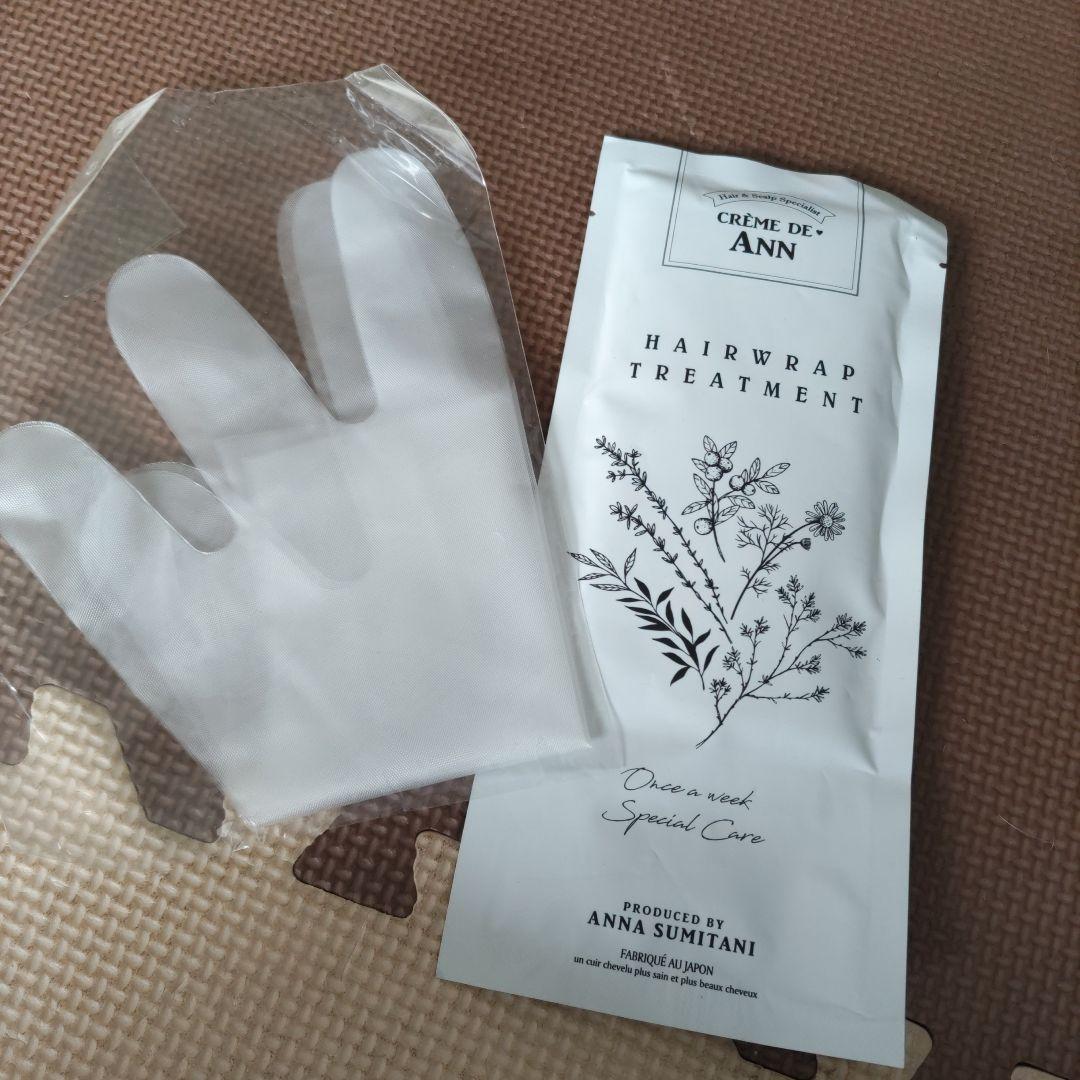 Hair & Scalp Specialist
CRÈME DE♥
ANN
HAIRWRAP
TREATMENT
Once a week
Special Care
PRODUCED BY
ANNA SUMITANI
FABRIQUÉ AU JAPON
un cuir chevelu plus sain et plus beaux cheveux